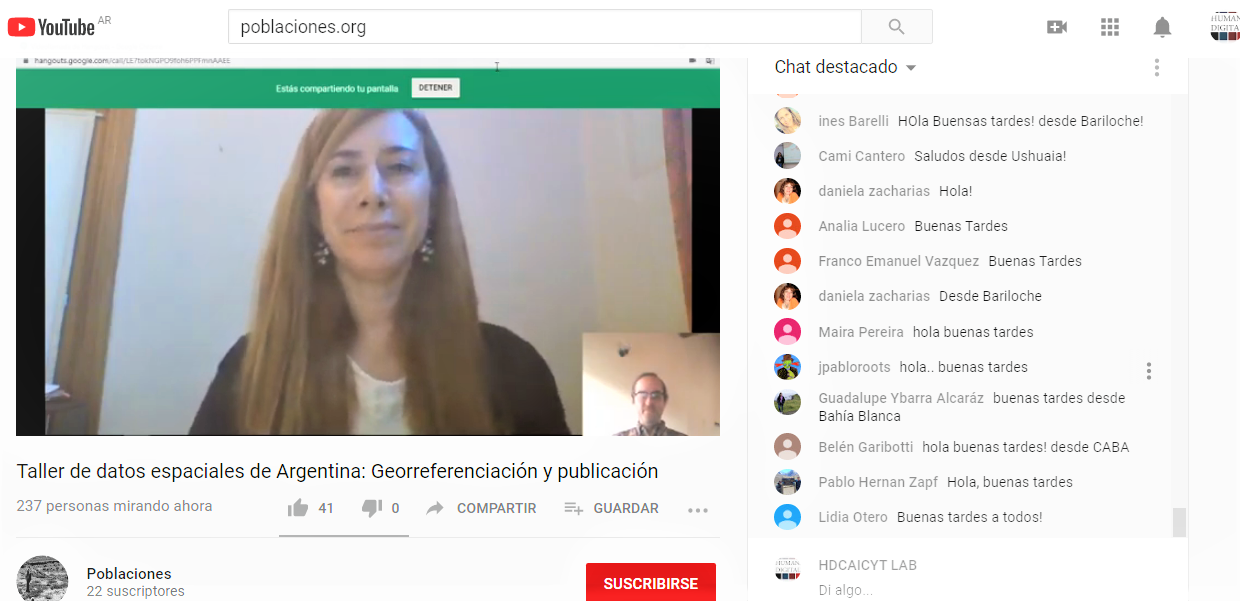 YouTube AR
poblaciones.org
HUMAN
DIGITA
Estás compartiendo tu pantalla
DETENER
Taller de datos espaciales de Argentina: Georreferenciación y publicación
237 personas mirando ahora
41
0
COMPARTIR
GUARDAR
Poblaciones
22 suscriptores
SUSCRIBIRSE
Chat destacado
ines Barelli HOla Buensas tardes! desde Bariloche!
Cami Cantero Saludos desde Ushuaia!
daniela zacharias Hola!
Analia Lucero Buenas Tardes
Franco Emanuel Vazquez Buenas Tardes
daniela zacharias Desde Bariloche
Maira Pereira hola buenas tardes
jpabloroots hola.. buenas tardes
Guadalupe Ybarra Alcaráz buenas tardes desde
Bahía Blanca
Belén Garibotti hola buenas tardes! desde CABA
Pablo Hernan Zapf Hola, buenas tardes
Lidia Otero Buenas tardes a todos!
HDCAICYT LAB
Di algo...